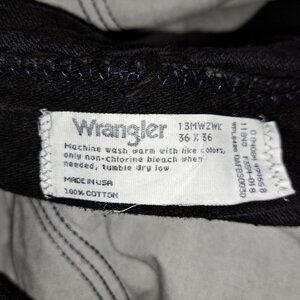 Wrangler
13MWZWK
36 X 36
Machine wash warm with like colors,
only non-chlorine bleach when
needed, tumble dry low
MADE IN USA
100% COTTON